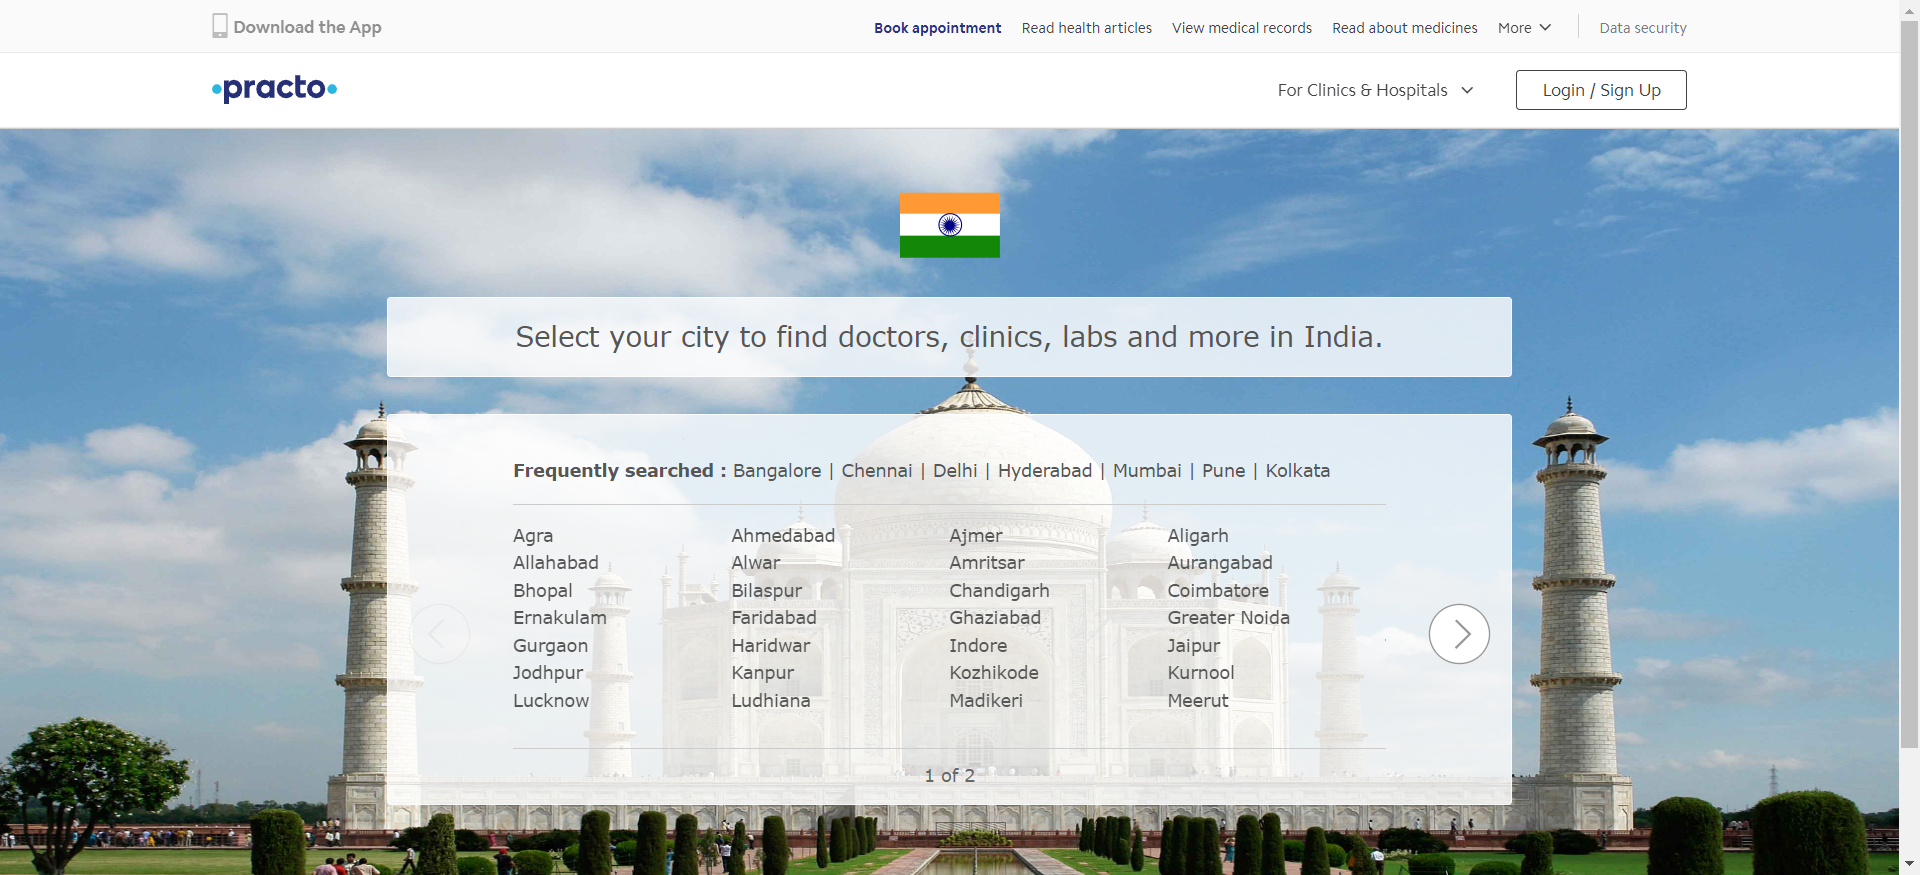 Download the App
Book appointment Read health articles View medical records Read about medicines More Data security
practo
For Clinics & Hospitals Login / Sign Up
Select your city to find doctors, clinics, labs and more in India.
Frequently searched : Bangalore | Chennai | Delhi | Hyderabad | Mumbai | Pune | Kolkata
Agra Ahmedabad Ajmer Aligarh
Allahabad Alwar Amritsar Aurangabad
Bhopal Bilaspur Chandigarh Coimbatore
Ernakulam Faridabad Ghaziabad Greater Noida
Gurgaon Haridwar Indore Jaipur
Jodhpur Kanpur Kozhikode Kurnool
Lucknow Ludhiana Madikeri Meerut
1 of 2